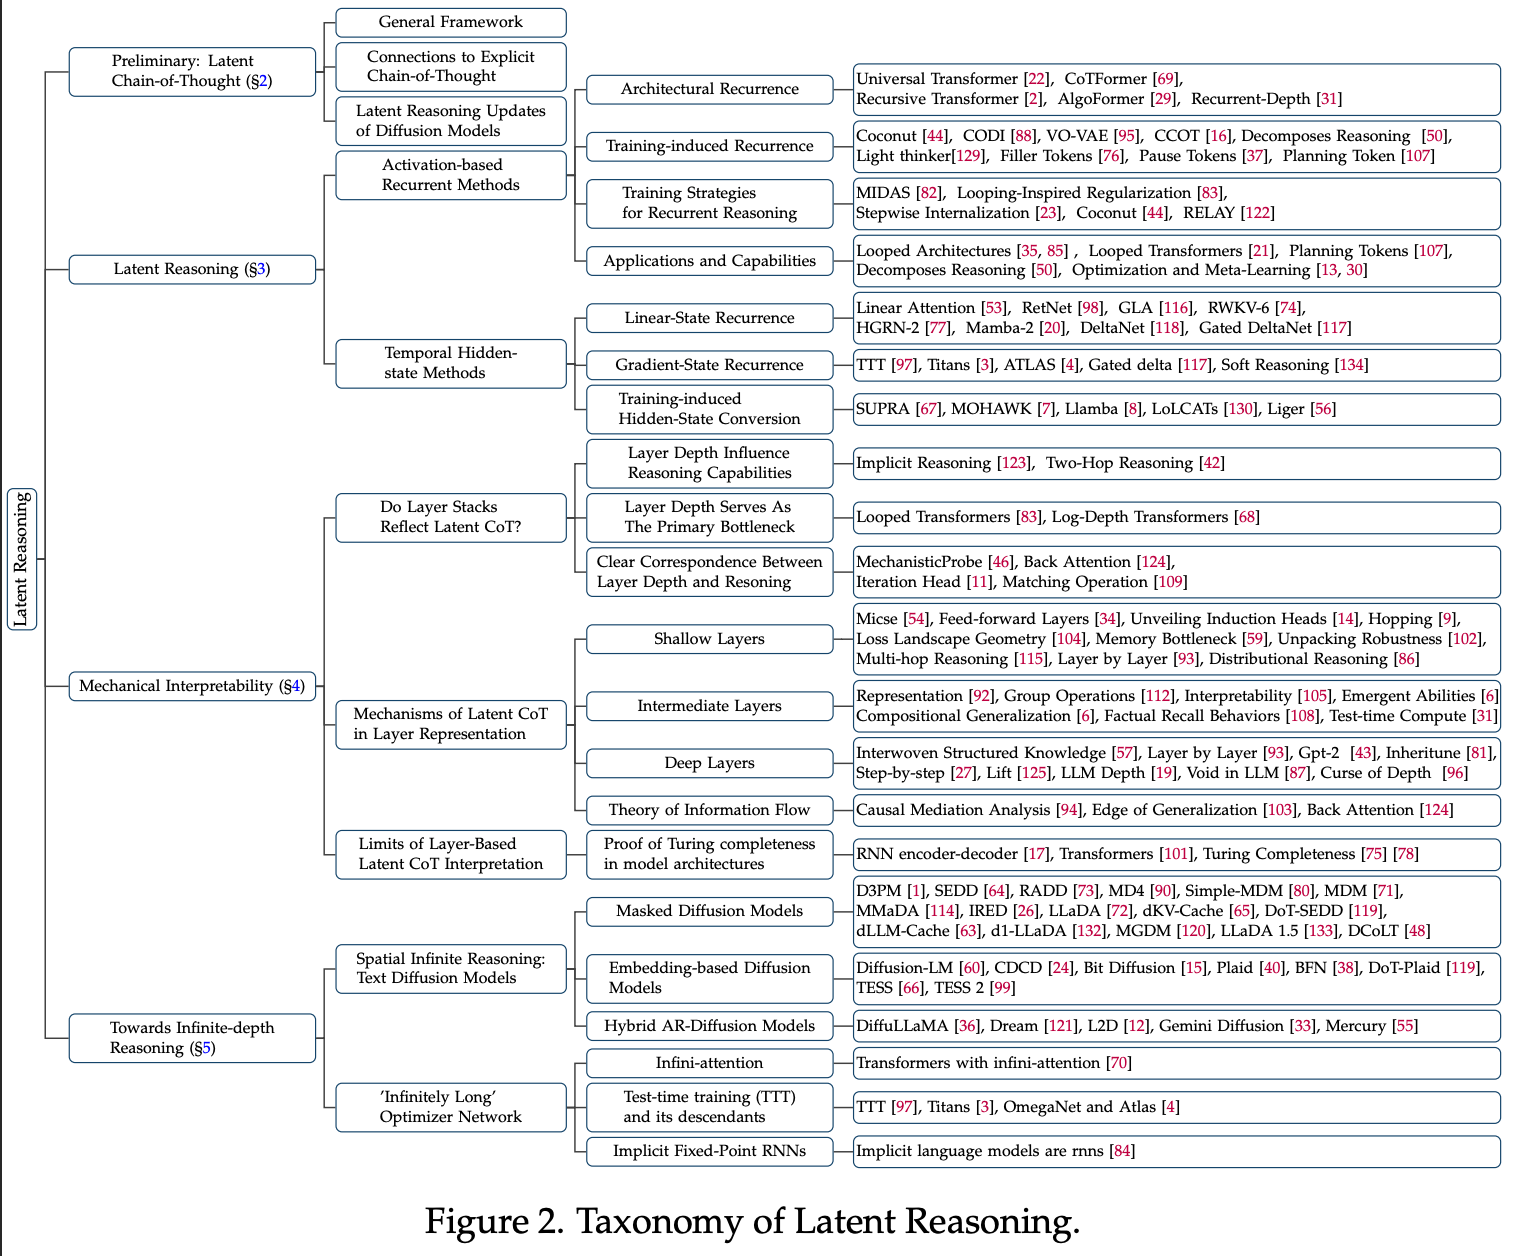 Latent Reasoning
Preliminary: Latent
Chain-of-Thought (§2)
General Framework
Connections to Explicit
Chain-of-Thought
Latent Reasoning Updates
of Diffusion Models
Latent Reasoning (§3)
Activation-based
Recurrent Methods
Architectural Recurrence
Universal Transformer [22], CoTFormer [69],
Recursive Transformer [2], AlgoFormer [29], Recurrent-Depth [31]
Training-induced Recurrence
Coconut [44], CODI [88], VO-VAE [95], CCOT [16], Decomposes Reasoning [50],
Light thinker[129], Filler Tokens [76], Pause Tokens [37], Planning Token [107]
Training Strategies
for Recurrent Reasoning
MIDAS [82], Looping-Inspired Regularization [83],
Stepwise Internalization [23], Coconut [44], RELAY [122]
Applications and Capabilities
Looped Architectures [35, 85] , Looped Transformers [21], Planning Tokens [107],
Decomposes Reasoning [50], Optimization and Meta-Learning [13, 30]
Temporal Hidden-
state Methods
Linear-State Recurrence
Linear Attention [53], RetNet [98], GLA [116], RWKV-6 [74],
HGRN-2 [77], Mamba-2 [20], DeltaNet [118], Gated DeltaNet [117]
Gradient-State Recurrence
TTT [97], Titans [3], ATLAS [4], Gated delta [117], Soft Reasoning [134]
Training-induced
Hidden-State Conversion
SUPRA [67], MOHAWK [7], Llamba [8], LoLCATs [130], Liger [56]
Mechanical Interpretability (§4)
Do Layer Stacks
Reflect Latent CoT?
Layer Depth Influence
Reasoning Capabilities
Implicit Reasoning [123], Two-Hop Reasoning [42]
Layer Depth Serves As
The Primary Bottleneck
Looped Transformers [83], Log-Depth Transformers [68]
Clear Correspondence Between
Layer Depth and Resoning
MechanisticProbe [46], Back Attention [124],
Iteration Head [11], Matching Operation [109]
Mechanisms of Latent CoT
in Layer Representation
Shallow Layers
Micse [54], Feed-forward Layers [34], Unveiling Induction Heads [14], Hopping [9],
Loss Landscape Geometry [104], Memory Bottleneck [59], Unpacking Robustness [102],
Multi-hop Reasoning [115], Layer by Layer [93], Distributional Reasoning [86]
Intermediate Layers
Representation [92], Group Operations [112], Interpretability [105], Emergent Abilities [6]
Compositional Generalization [6], Factual Recall Behaviors [108], Test-time Compute [31]
Deep Layers
Interwoven Structured Knowledge [57], Layer by Layer [93], Gpt-2 [43], Inheritune [81],
Step-by-step [27], Lift [125], LLM Depth [19], Void in LLM [87], Curse of Depth [96]
Theory of Information Flow
Causal Mediation Analysis [94], Edge of Generalization [103], Back Attention [124]
Limits of Layer-Based
Latent CoT Interpretation
Proof of Turing completeness
in model architectures
RNN encoder-decoder [17], Transformers [101], Turing Completeness [75] [78]
Towards Infinite-depth
Reasoning (§5)
Spatial Infinite Reasoning:
Text Diffusion Models
Masked Diffusion Models
D3PM [1], SEDD [64], RADD [73], MD4 [90], Simple-MDM [80], MDM [71],
MMaDA [114], IRED [26], LLaDA [72], dKV-Cache [65], DoT-SEDD [119],
dLLM-Cache [63], d1-LLaDA [132], MGDM [120], LLaDA 1.5 [133], DCoLT [48]
Embedding-based Diffusion
Models
Diffusion-LM [60], CDCD [24], Bit Diffusion [15], Plaid [40], BFN [38], DoT-Plaid [119],
TESS [66], TESS 2 [99]
Hybrid AR-Diffusion Models
DiffuLLaMA [36], Dream [121], L2D [12], Gemini Diffusion [33], Mercury [55]
'Infinitely Long'
Optimizer Network
Infini-attention
Transformers with infini-attention [70]
Test-time training (TTT)
and its descendants
TTT [97], Titans [3], OmegaNet and Atlas [4]
Implicit Fixed-Point RNNs
Implicit language models are rnns [84]
Figure 2. Taxonomy of Latent Reasoning.